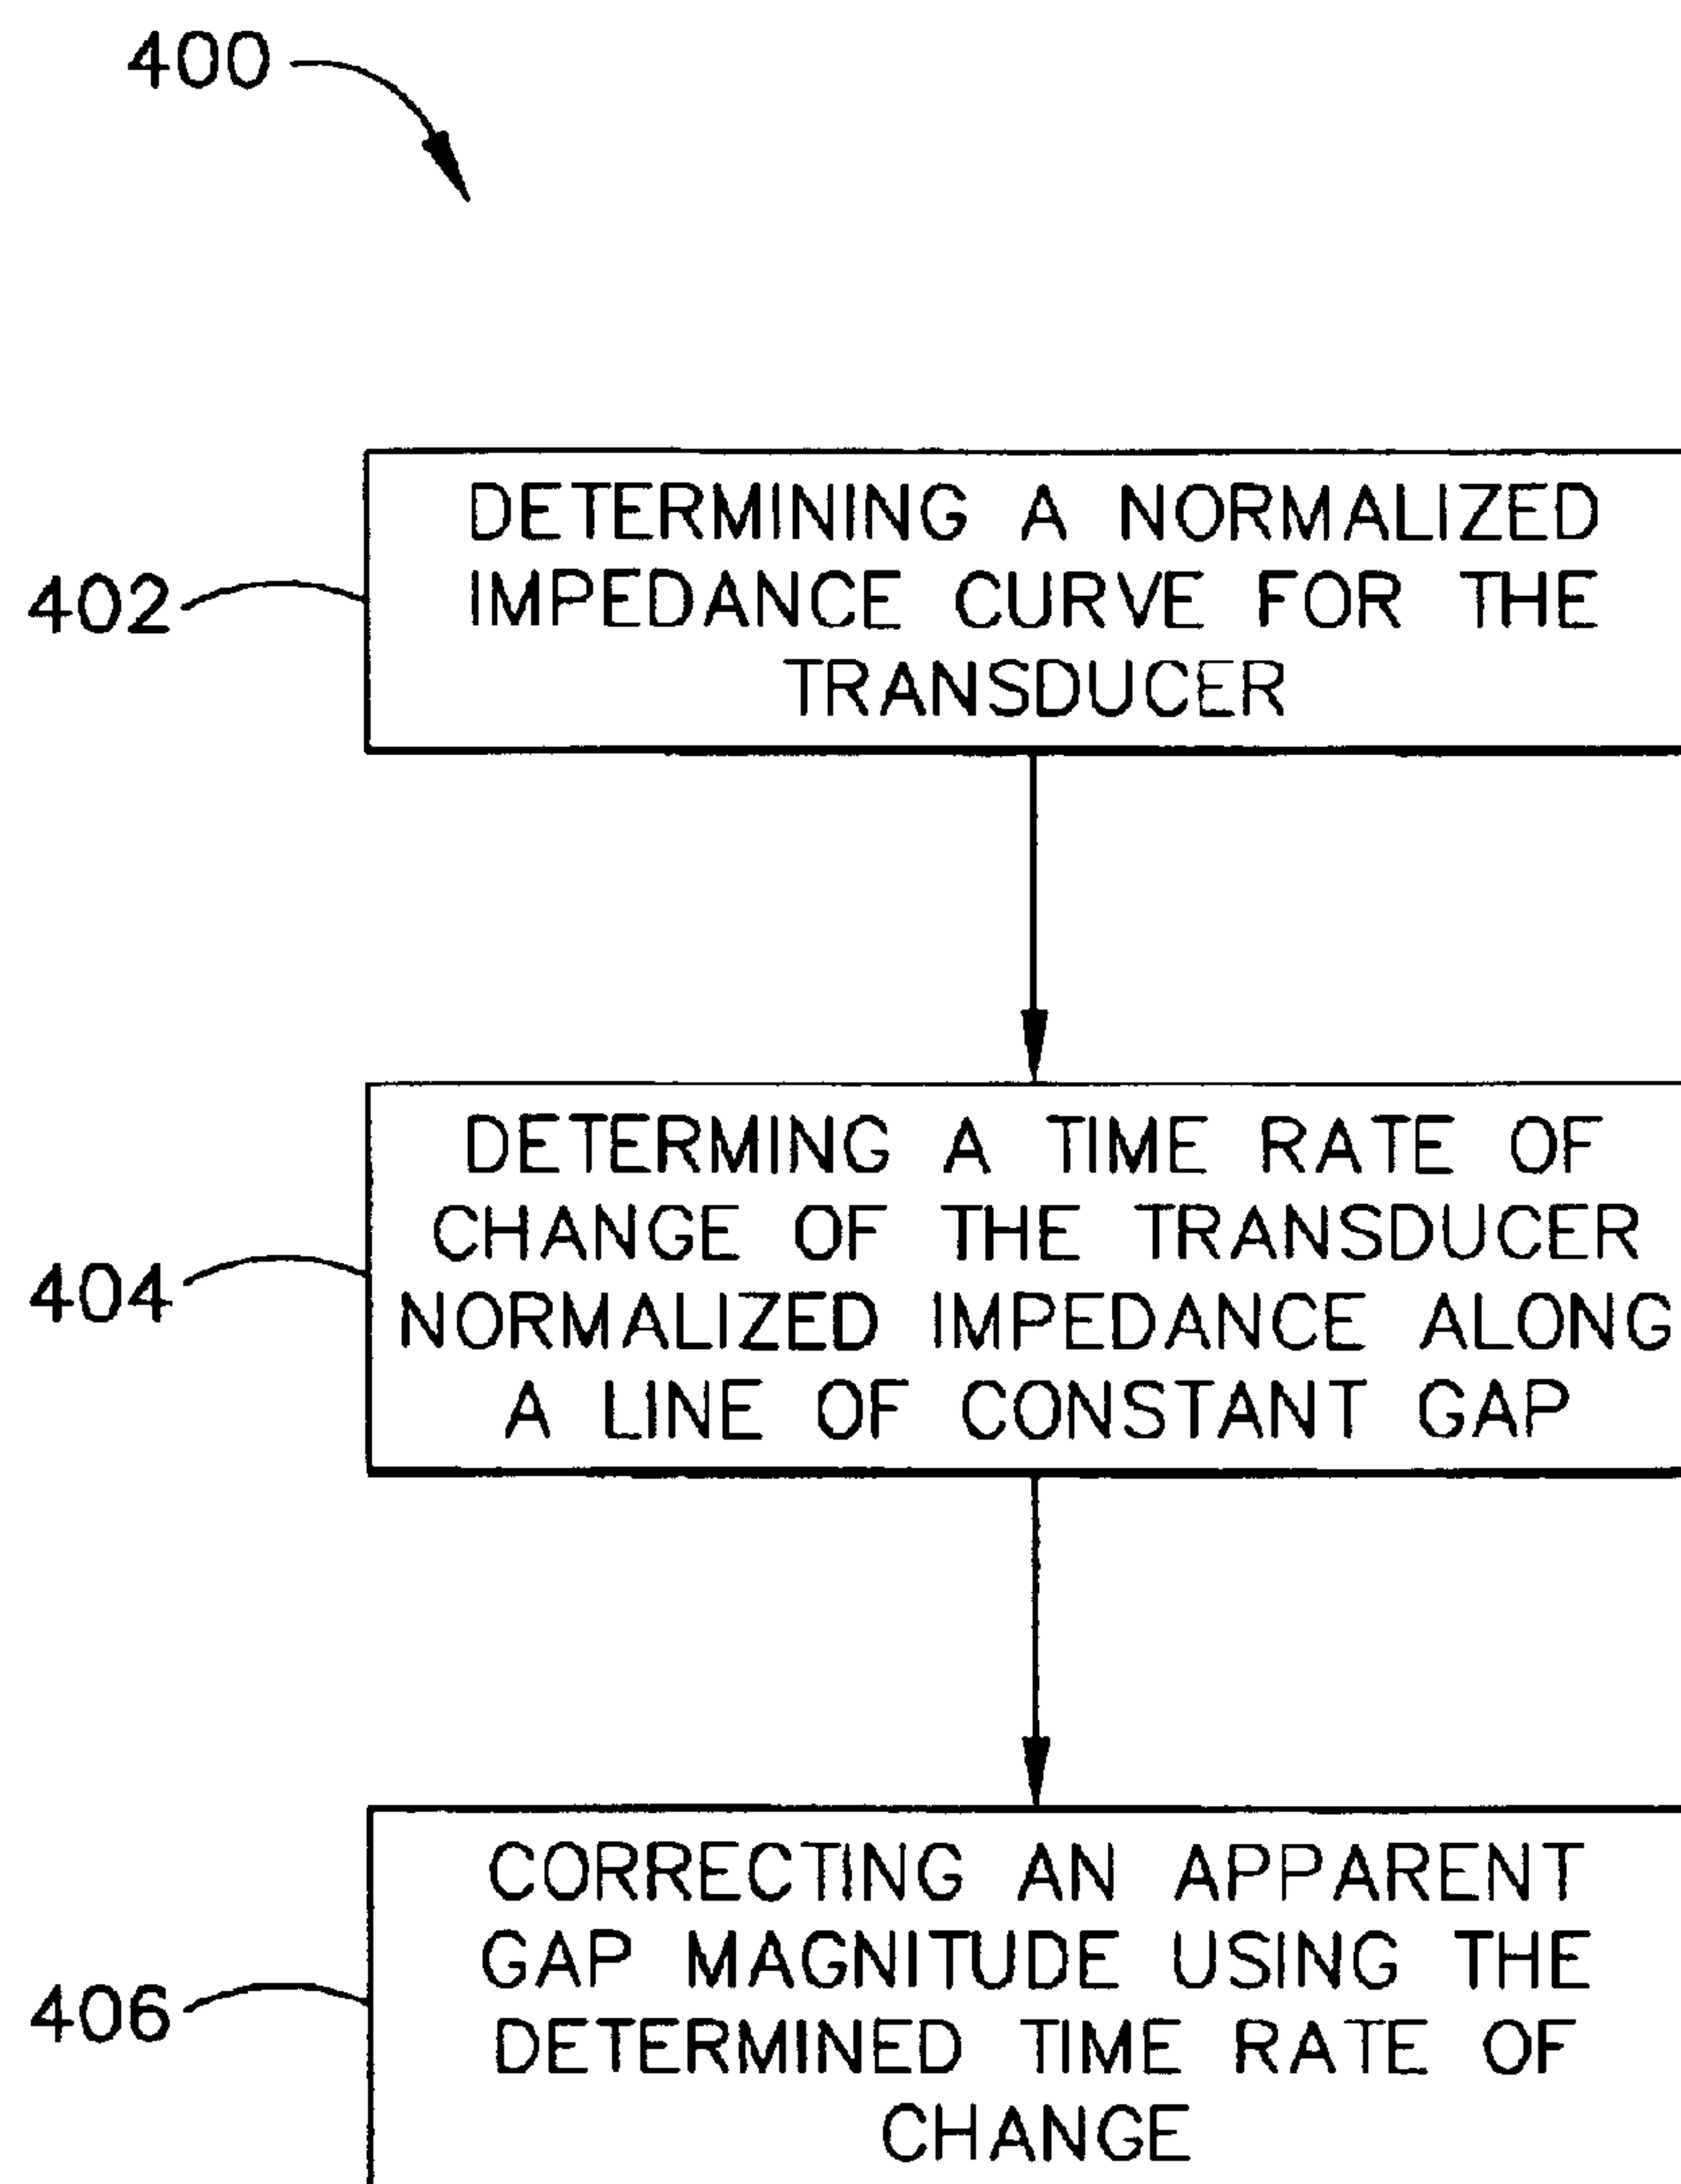 400
402
DETERMINING A NORMALIZED
IMPEDANCE CURVE FOR THE
TRANSDUCER
404
DETERMING A TIME RATE OF
CHANGE OF THE TRANSDUCER
NORMALIZED IMPEDANCE ALONG
A LINE OF CONSTANT GAP
406
CORRECTING AN APPARENT
GAP MAGNITUDE USING THE
DETERMINED TIME RATE OF
CHANGE